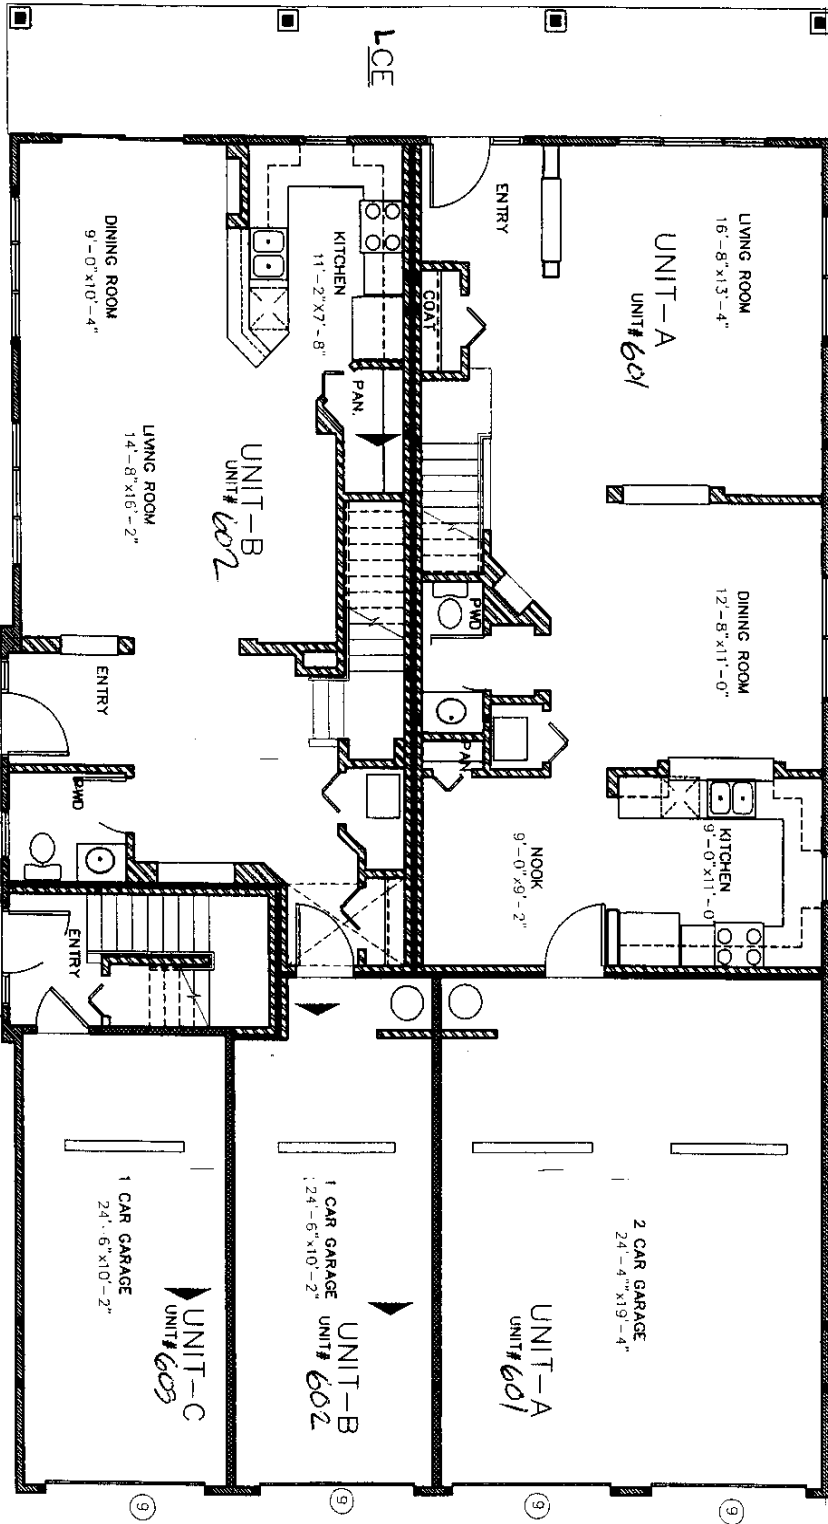 LCE
LIVING ROOM
16'-8"x13'-4"
UNIT-A
UNIT# 601
ENTRY
COAT
DINING ROOM
12'-8"x11'-0"
PWD
PAN.
KITCHEN
9'-0"x11'-0"
NOOK
9'-0"x9'-2"
KITCHEN
11'-2"x7'-8"
PAN.
DINING ROOM
9'-0"x10'-4"
LIVING ROOM
14'-8"x16'-2"
UNIT-B
UNIT# 602
ENTRY
PWD
ENTRY
2 CAR GARAGE
24'-4"x19'-4"
UNIT-A
UNIT# 601
1 CAR GARAGE
24'-6"x10'-2"
UNIT-B
UNIT# 602
1 CAR GARAGE
24'-6"x10'-2"
UNIT-C
UNIT# 603
9
9
9
9